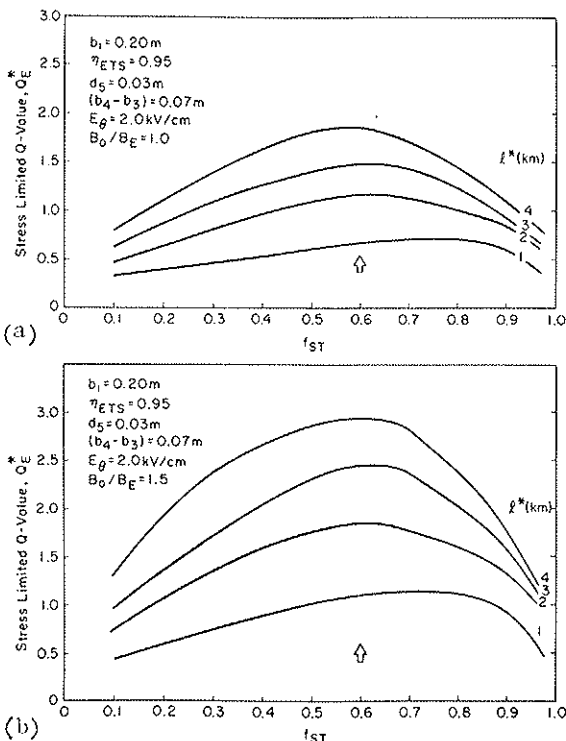 3.0
2.5
2.0
1.5
1.0
0.5
0
Stress Limited Q-Value, Q*E
b₁ = 0.20m
ηETS = 0.95
d₅ = 0.03m
(b₄-b₃) = 0.07m
Eθ = 2.0 kV/cm
B₀/BE = 1.0
ℓ*(km)
4
3
2
1
0 0.1 0.2 0.3 0.4 0.5 0.6 0.7 0.8 0.9 1.0
fST
(a)
3.0
2.5
2.0
1.5
1.0
0.5
0
Stress Limited Q-Value, Q*E
b₁ = 0.20m
ηETS = 0.95
d₅ = 0.03m
(b₄-b₃) = 0.07m
Eθ = 2.0 kV/cm
B₀/BE = 1.5
ℓ*(km)
4
3
2
1
0 0.1 0.2 0.3 0.4 0.5 0.6 0.7 0.8 0.9 1.0
fST
(b)